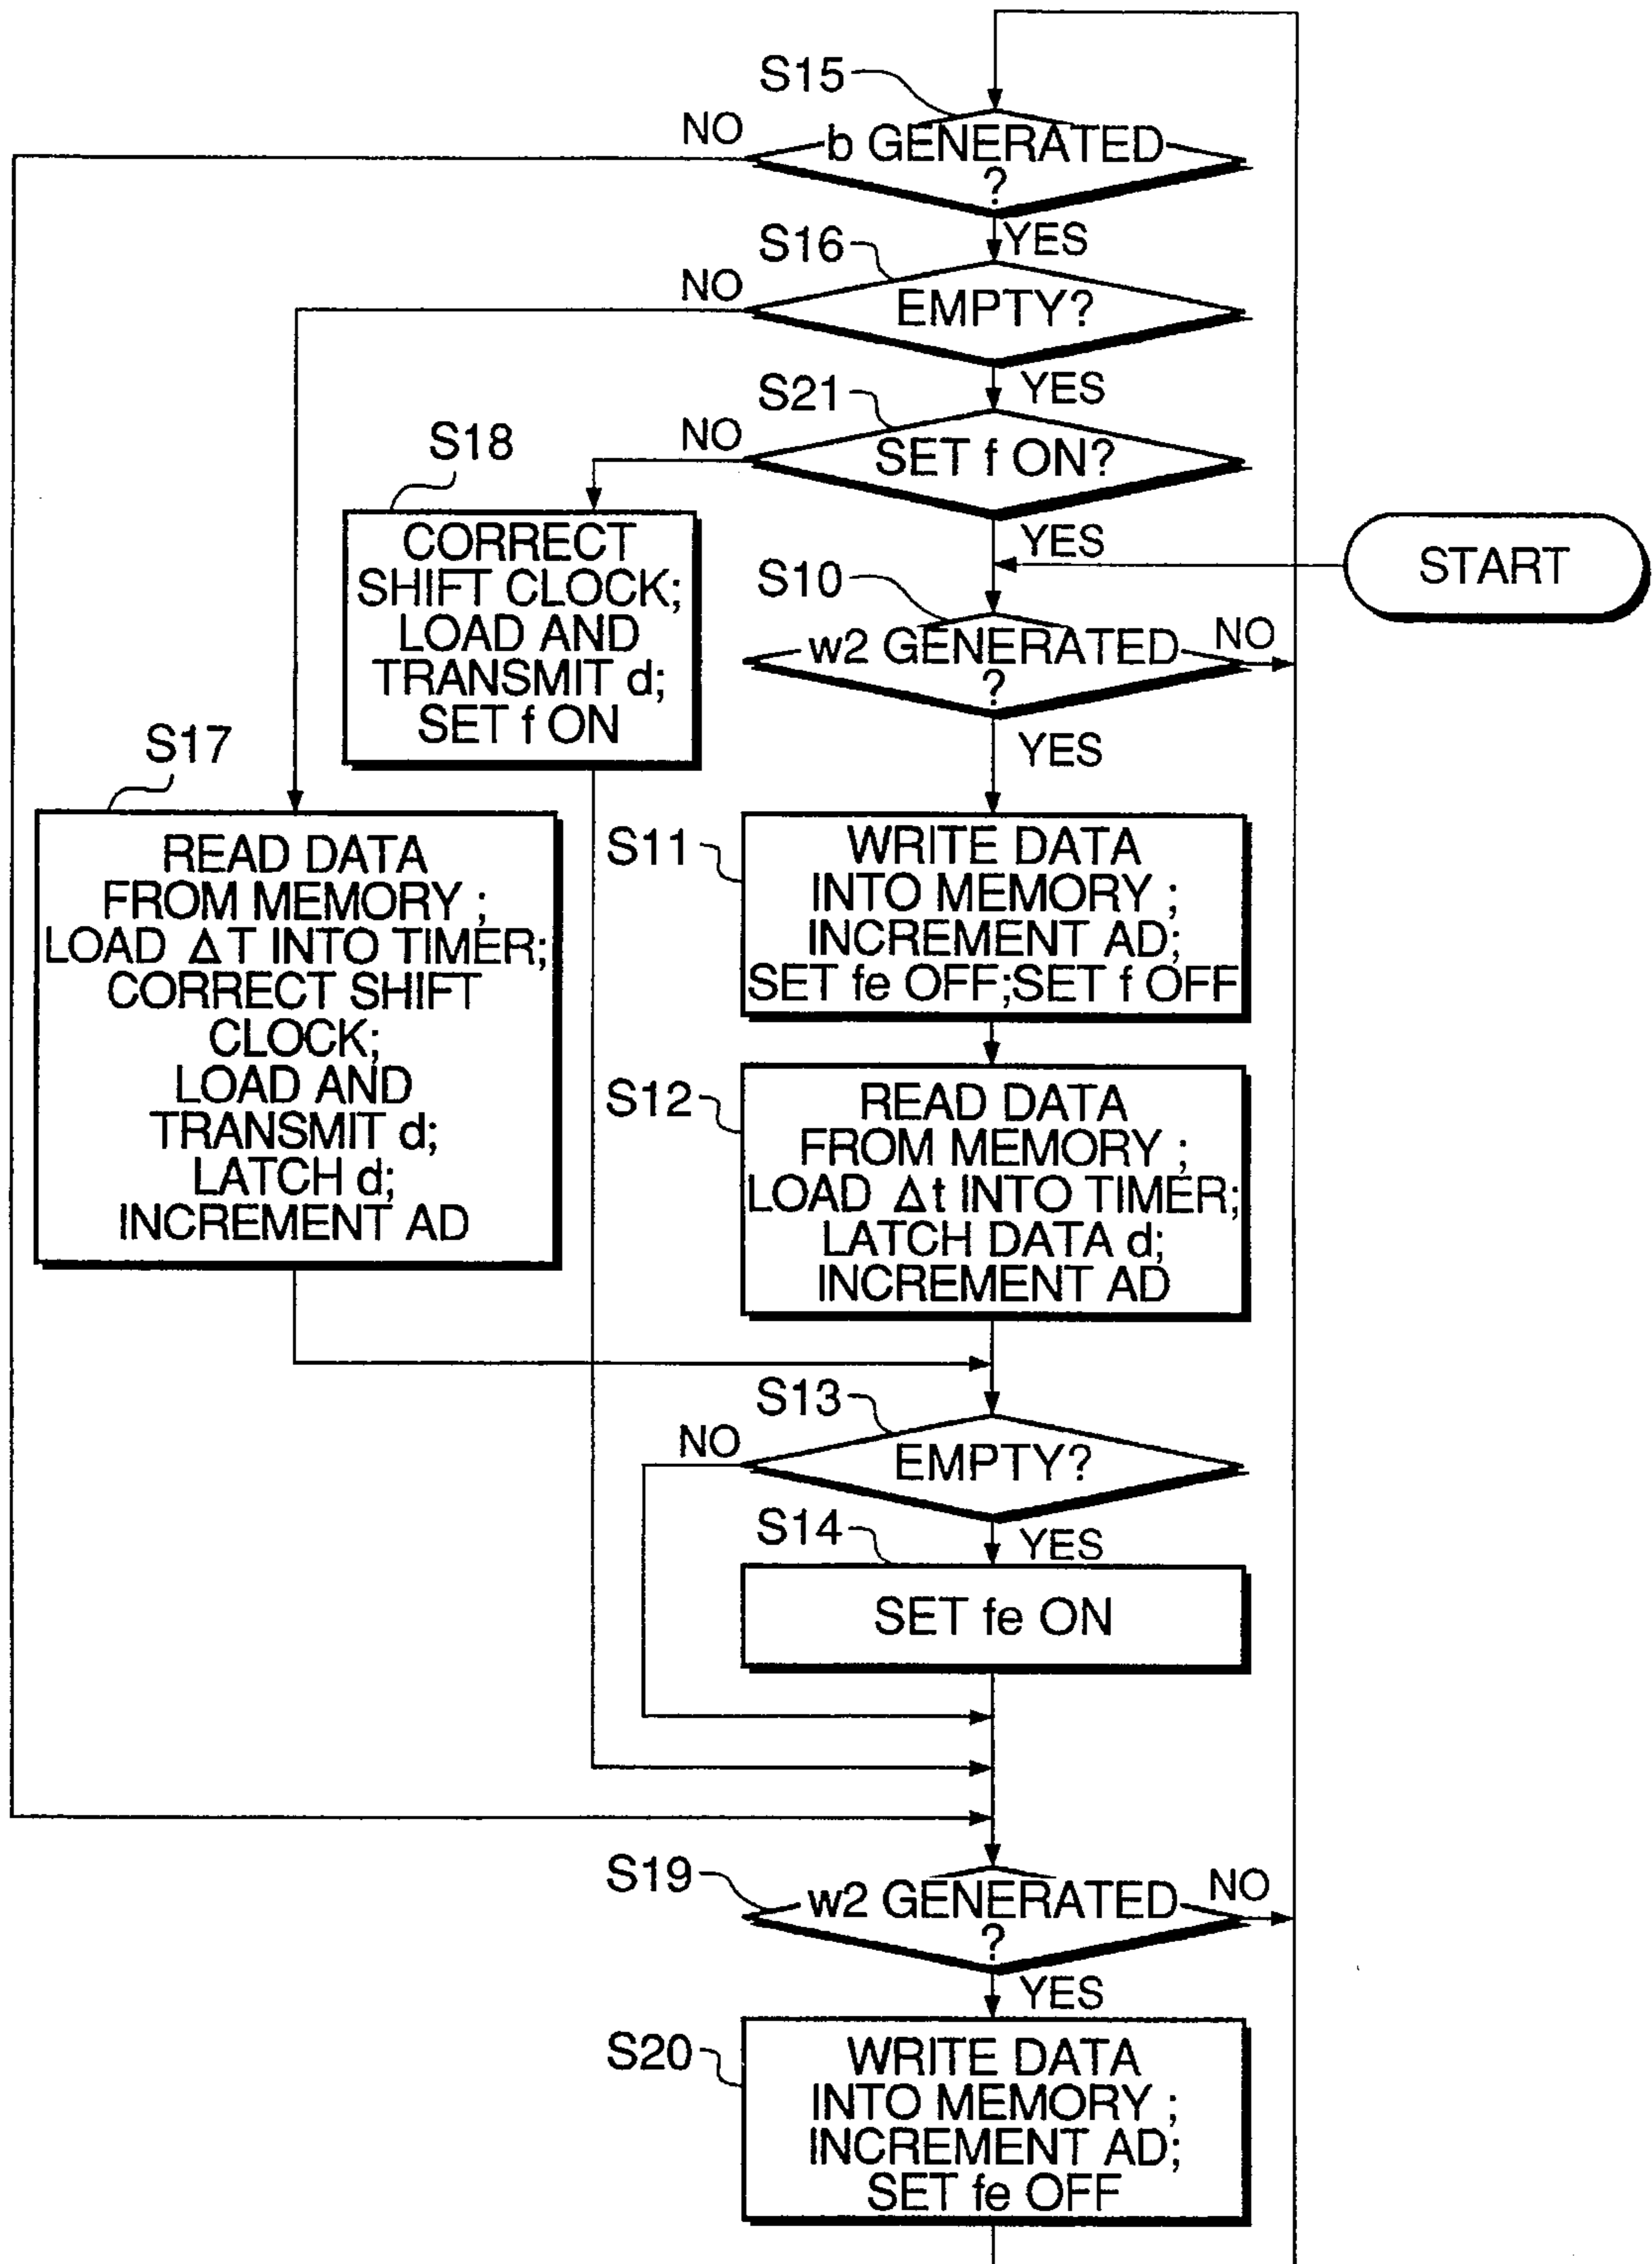 S15
NO
b GENERATED
?
YES
S16
NO
EMPTY?
YES
S21
NO
SET f ON?
YES
S18
CORRECT
SHIFT CLOCK;
LOAD AND
TRANSMIT d;
SET f ON
START
S10
w2 GENERATED
?
NO
YES
S17
READ DATA
FROM MEMORY ;
LOAD ΔT INTO TIMER;
CORRECT SHIFT
CLOCK;
LOAD AND
TRANSMIT d;
LATCH d;
INCREMENT AD
S11
WRITE DATA
INTO MEMORY ;
INCREMENT AD;
SET fe OFF;SET f OFF
S12
READ DATA
FROM MEMORY ;
LOAD Δt INTO TIMER;
LATCH DATA d;
INCREMENT AD
S13
NO
EMPTY?
YES
S14
SET fe ON
S19
w2 GENERATED
?
NO
YES
S20
WRITE DATA
INTO MEMORY ;
INCREMENT AD;
SET fe OFF